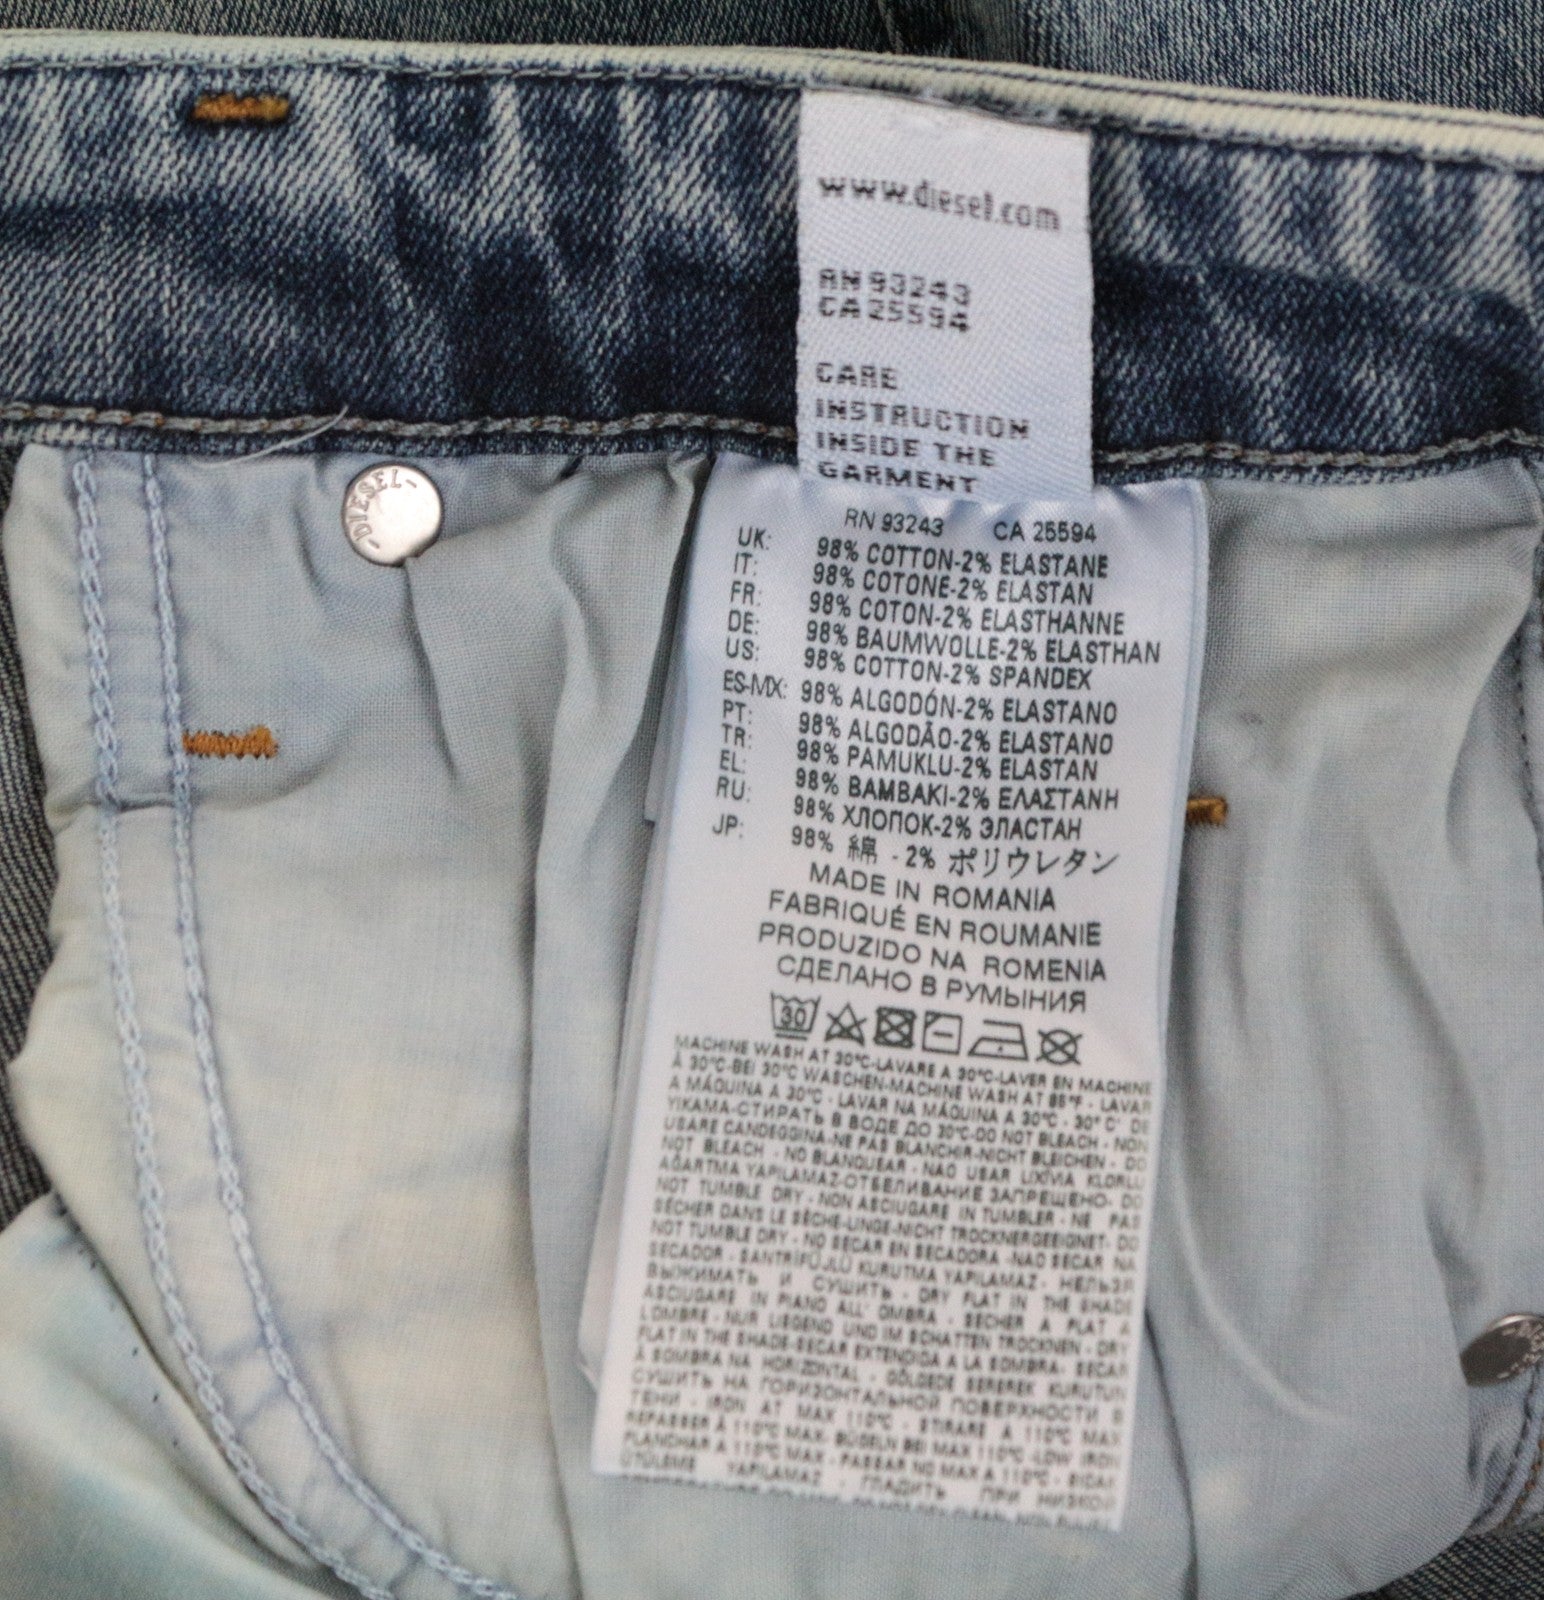 www.diesel.com
RN 93243
CA 25594
CARE
INSTRUCTION
INSIDE THE
GARMENT
-DIESEL-
RN 93243 CA 25594
UK: 98% COTTON-2% ELASTANE
IT: 98% COTONE-2% ELASTAN
FR: 98% COTON-2% ELASTHANNE
DE: 98% BAUMWOLLE-2% ELASTHAN
US: 98% COTTON-2% SPANDEX
ES-MX: 98% ALGODÓN-2% ELASTANO
PT: 98% ALGODÃO-2% ELASTANO
TR: 98% PAMUKLU-2% ELASTAN
EL: 98% ΒΑΜΒΑΚΙ-2% ΕΛΑΣΤΑΝΗ
RU: 98% ХЛОПОК-2% ЭЛАСТАН
JP: 98% 綿 - 2% ポリウレタン
MADE IN ROMANIA
FABRIQUÉ EN ROUMANIE
PRODUZIDO NA ROMENIA
СДЕЛАНО В РУМЫНИЯ
30
MACHINE WASH AT 30°C-LAVARE A 30°C-LAVER EN MACHINE
À 30°C-BEI 30°C WASCHEN-MACHINE WASH AT 85°F - LAVAR
A MÁQUINA A 30°C - LAVAR NA MÁQUINA A 30°C - 30° C' DE
YIKAMA-СТИРАТЬ В ВОДЕ ДО 30°C-DO NOT BLEACH - NON
USARE CANDEGGINA-NE PAS BLANCHIR-NICHT BLEICHEN - DO
NOT BLEACH - NO BLANQUEAR - NAO USAR LIXIVIA KLORLU
AĞARTMA YAPILAMAZ-ОТБЕЛИВАНИЕ ЗАПРЕЩЕНО- DO
NOT TUMBLE DRY - NON ASCIUGARE IN TUMBLER - NE PAS
SÉCHER DANS LE SÈCHE-LINGE-NICHT TROCKNERGEEIGNET- DO
NOT TUMBLE DRY - NO SECAR EN SECADORA -NAO SECAR NA
SECADOR - SANTRİFÜJLÜ KURUTMA YAPILAMAZ - НЕЛЬЗЯ
ВЫЖИМАТЬ И СУШИТЬ - DRY FLAT IN THE SHADE
ASCIUGARE IN PIANO ALL' OMBRA - SÉCHER A PLAT A
L'OMBRE - NUR LIEGEND UND IM SCHATTEN TROCKNEN - DRY
FLAT IN THE SHADE-SECAR EXTENDIDA A LA SOMBRA- SECAR
À SOMBRA NA HORIZONTAL - GÖLGEDE SEREREK KURUTUN
СУШИТЬ НА ГОРИЗОНТАЛЬНОЙ ПОВЕРХНОСТИ В
ТЕНИ - IRON AT MAX 110°C - STIRARE A 110°C MAX
REPASSER À 110°C MAX- BÜGELN BEI MAX 110°C -LOW IRON
PLANCHAR A 110°C MAX - PASSAR NO MAX A 110°C - SICAK
ÜTÜLEME YAPILAMAZ - ГЛАДИТЬ ПРИ НИЗКОЙ